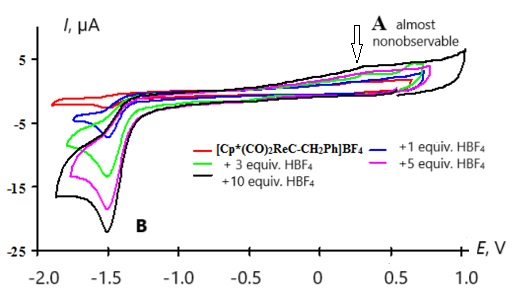 I, μA
A almost
nonobservable
5
-5
[Cp*(CO)2ReC-CH2Ph]BF4
+1 equiv. HBF4
+ 3 equiv. HBF4
+5 equiv. HBF4
+10 equiv. HBF4
-15
B
-25
E, V
-2.0 -1.5 -1.0 -0.5 0 0.5 1.0